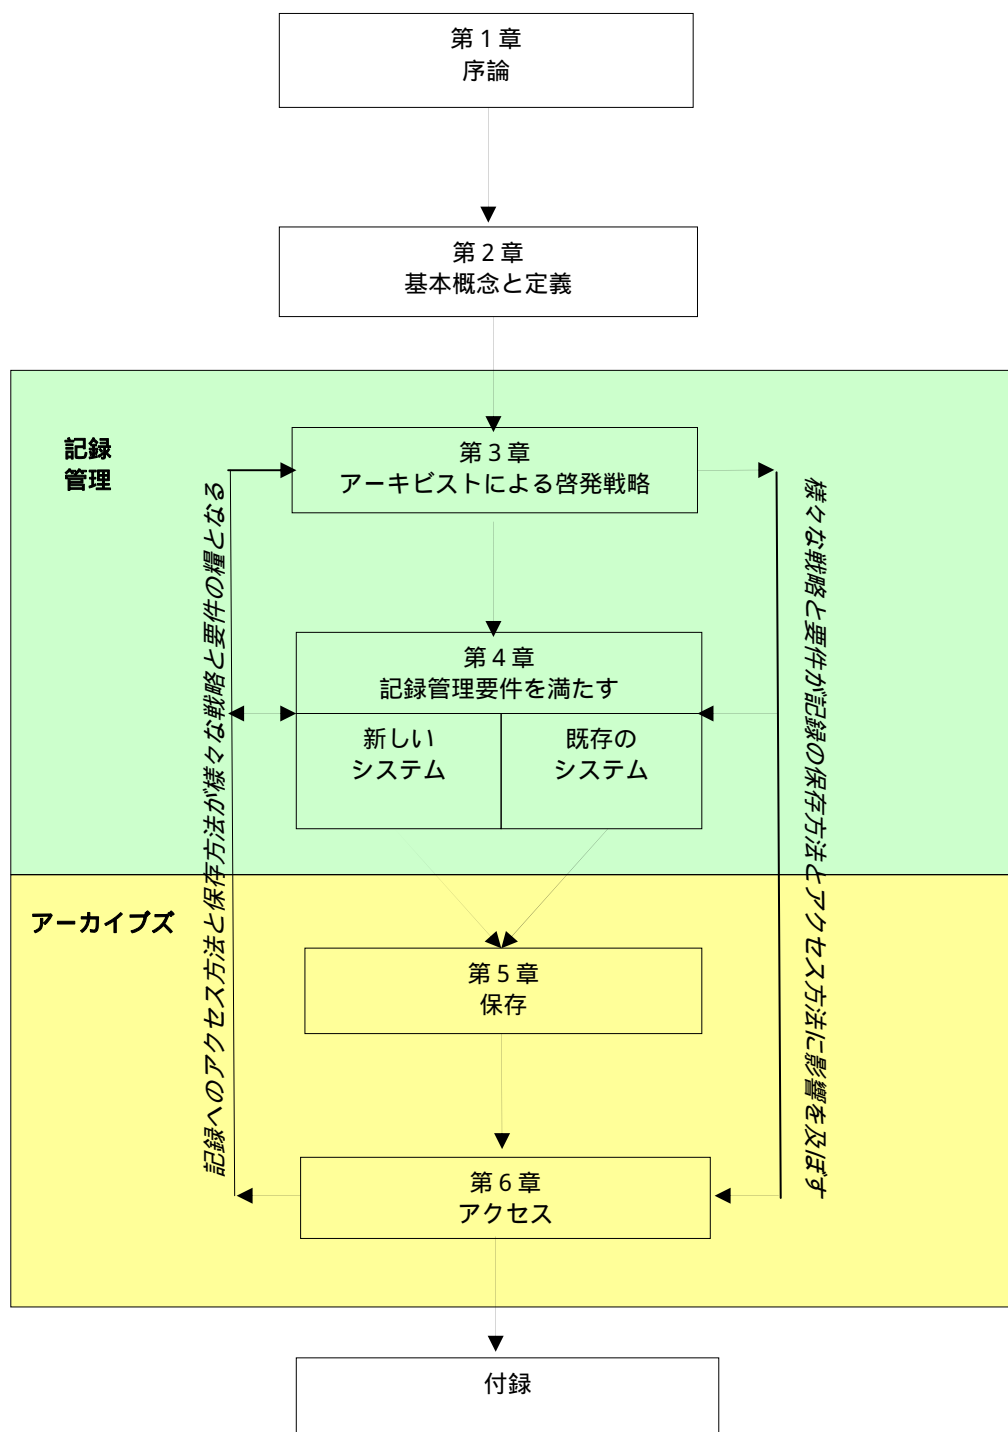 第1章
序論
第2章
基本概念と定義
記録
管理
第3章
アーキビストによる啓発戦略
記録へのアクセス方法と保存方法が様々な戦略と要件の糧となる
様々な戦略と要件が記録の保存方法とアクセス方法に影響を及ぼす
第4章
記録管理要件を満たす
新しい
システム
既存の
システム
アーカイブズ
第5章
保存
第6章
アクセス
付録